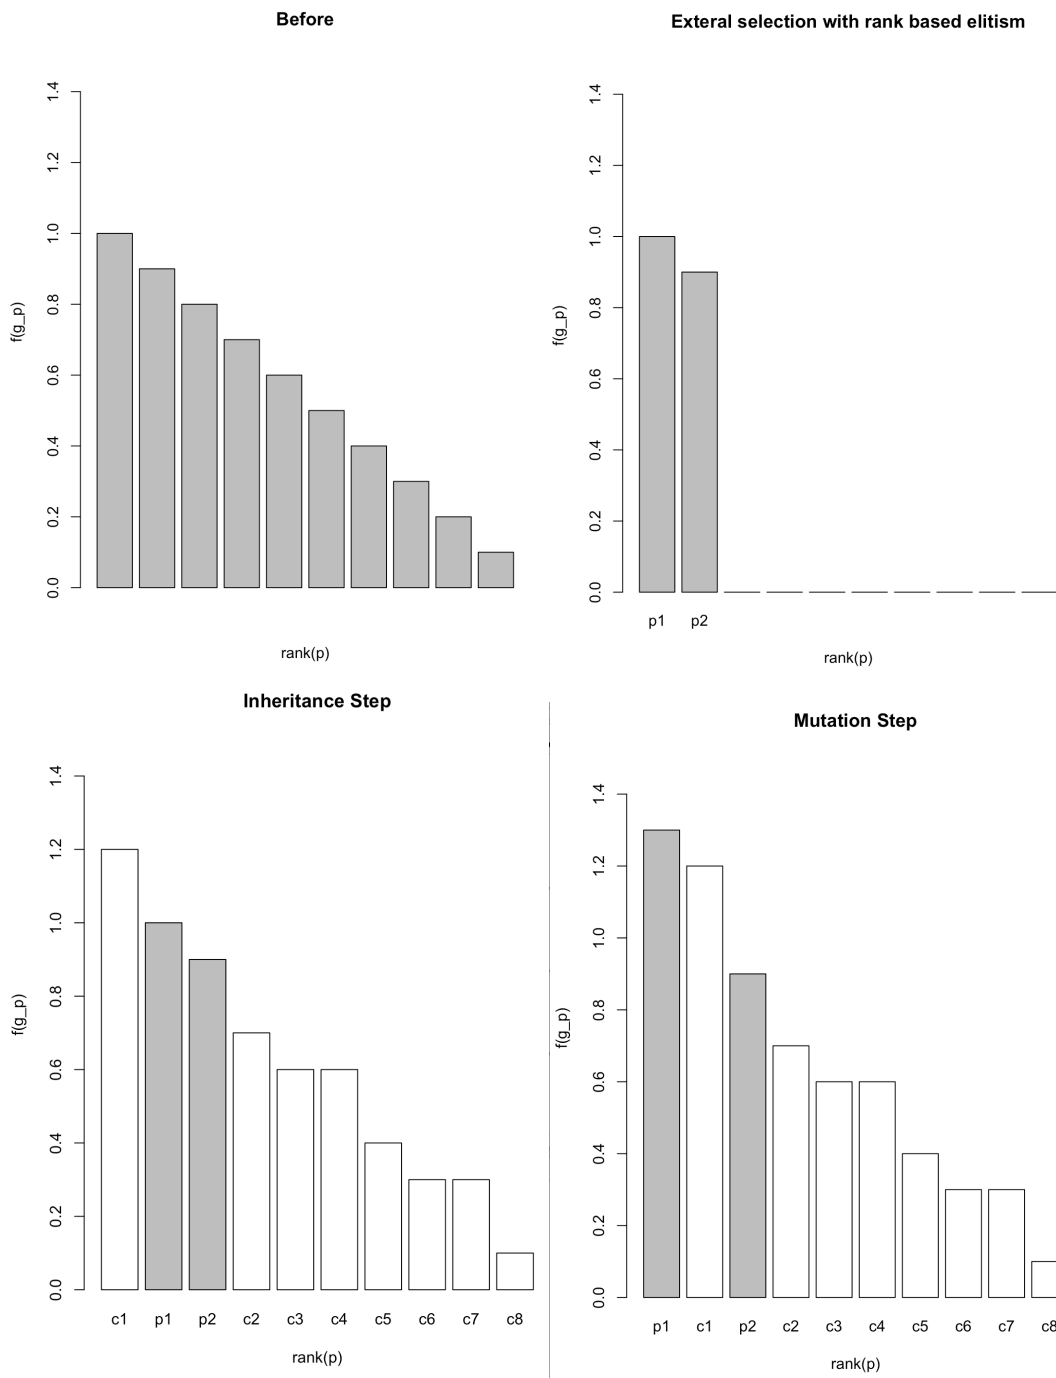 Before
1.4
1.2
1.0
0.8
0.6
0.4
0.2
0.0
f(g_p)
rank(p)
Exteral selection with rank based elitism
1.4
1.2
1.0
0.8
0.6
0.4
0.2
0.0
f(g_p)
p1 p2
rank(p)
Inheritance Step
1.4
1.2
1.0
0.8
0.6
0.4
0.2
0.0
f(g_p)
c1 p1 p2 c2 c3 c4 c5 c6 c7 c8
rank(p)
Mutation Step
1.4
1.2
1.0
0.8
0.6
0.4
0.2
0.0
f(g_p)
p1 c1 p2 c2 c3 c4 c5 c6 c7 c8
rank(p)